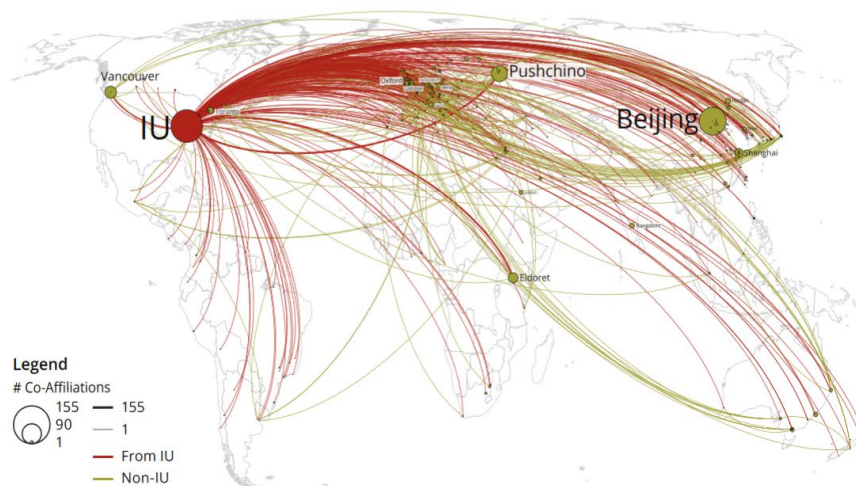 Vancouver
Pushchino
Oxford
Toronto
IU
Beijing
Shanghai
Bangalore
Eldoret
Legend
# Co-Affiliations
155
90
1
155
1
From IU
Non-IU